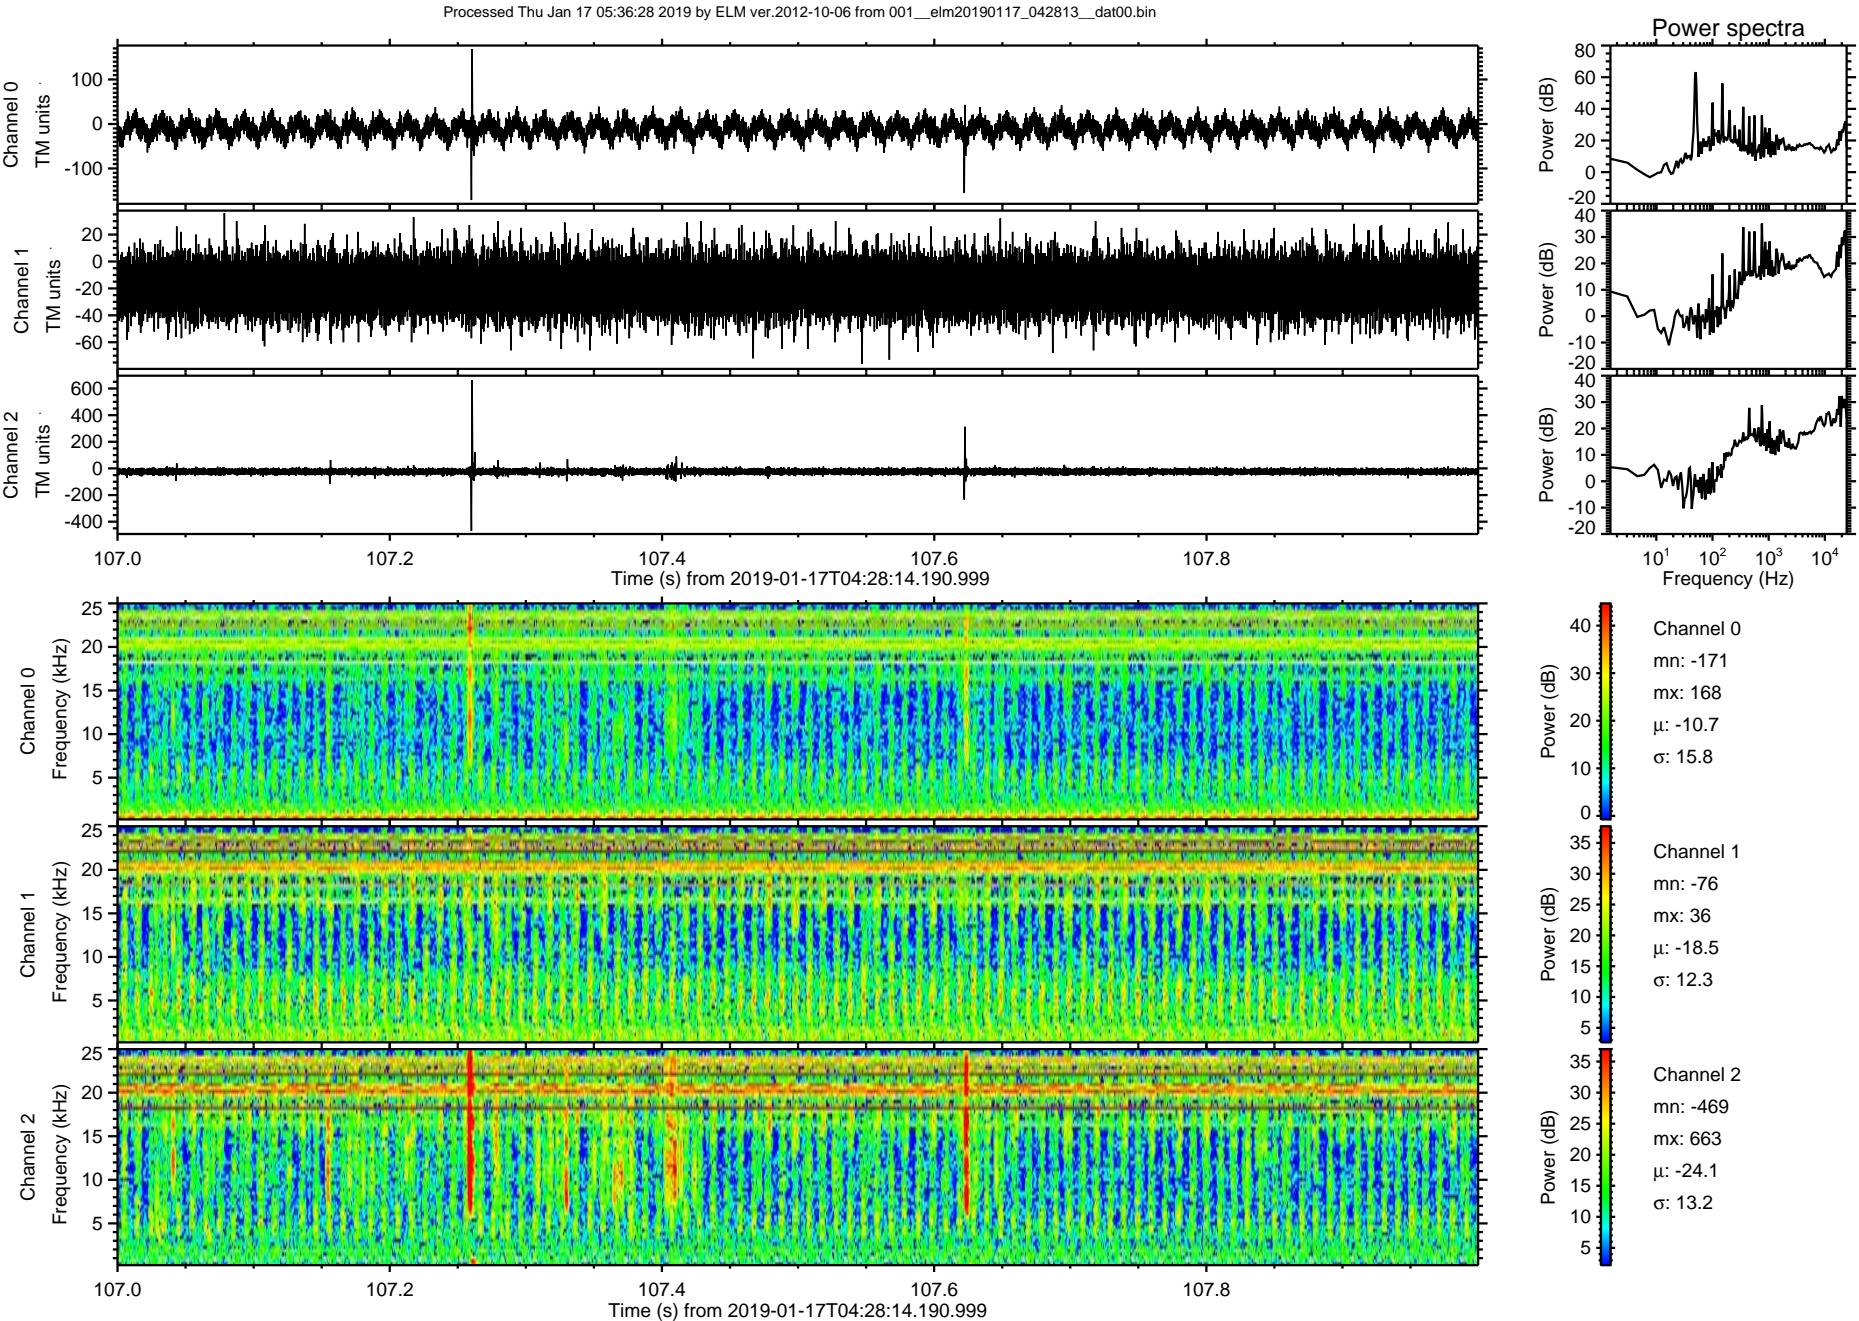 Processed Thu Jan 17 05:36:28 2019 by ELM ver.2012-10-06 from 001__elm20190117_042813__dat00.bin
Power spectra
Channel 0
TM units
100
0
-100
Power (dB)
80
60
40
20
0
-20
Channel 1
TM units
20
0
-20
-40
-60
Power (dB)
40
30
20
10
0
-10
-20
Channel 2
TM units
600
400
200
0
-200
-400
Power (dB)
40
30
20
10
0
-10
-20
107.0 107.2 107.4 107.6 107.8
Time (s) from 2019-01-17T04:28:14.190.999
10¹ 10² 10³ 10⁴
Frequency (Hz)
Channel 0
Frequency (kHz)
25
20
15
10
5
Power (dB)
40
30
20
10
0
Channel 0
mn: -171
mx: 168
μ: -10.7
σ: 15.8
Channel 1
Frequency (kHz)
25
20
15
10
5
Power (dB)
35
30
25
20
15
10
5
Channel 1
mn: -76
mx: 36
μ: -18.5
σ: 12.3
Channel 2
Frequency (kHz)
25
20
15
10
5
Power (dB)
35
30
25
20
15
10
5
Channel 2
mn: -469
mx: 663
μ: -24.1
σ: 13.2
107.0 107.2 107.4 107.6 107.8
Time (s) from 2019-01-17T04:28:14.190.999